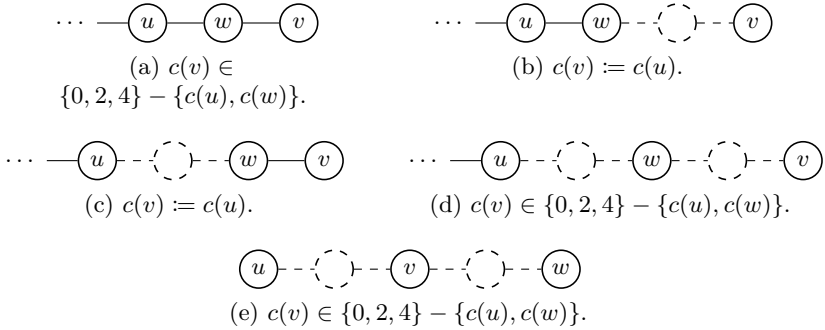 ··· u w v
(a) c(v) ∈
{0, 2, 4} − {c(u), c(w)}.
··· u w v
(b) c(v) := c(u).
··· u w v
(c) c(v) := c(u).
··· u w v
(d) c(v) ∈ {0, 2, 4} − {c(u), c(w)}.
u v w
(e) c(v) ∈ {0, 2, 4} − {c(u), c(w)}.